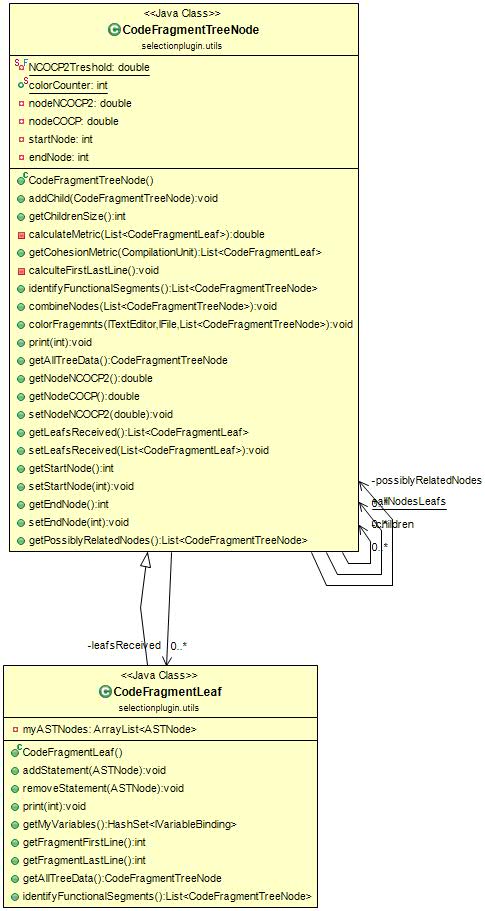 <<Java Class>>
CodeFragmentTreeNode
selectionplugin.utils
NCOCP2Treshold: double
colorCounter: int
nodeNCOCP2: double
nodeCOCP: double
startNode: int
endNode: int
CodeFragmentTreeNode()
addChild(CodeFragmentTreeNode):void
getChildrenSize():int
calculateMetric(List<CodeFragmentLeaf>):double
getCohesionMetric(CompilationUnit):List<CodeFragmentLeaf>
calculteFirstLastLine():void
identifyFunctionalSegments():List<CodeFragmentTreeNode>
combineNodes(List<CodeFragmentTreeNode>):void
colorFragemnts(ITextEditor,IFile,List<CodeFragmentTreeNode>):void
print(int):void
getAllTreeData():CodeFragmentTreeNode
getNodeNCOCP2():double
getNodeCOCP():double
setNodeNCOCP2(double):void
getLeafsReceived():List<CodeFragmentLeaf>
setLeafsReceived(List<CodeFragmentLeaf>):void
getStartNode():int
setStartNode(int):void
getEndNode():int
setEndNode(int):void
getPossiblyRelatedNodes():List<CodeFragmentTreeNode>
-possiblyRelatedNodes
0..*
-children
0..*
-leafsReceived 0..*
<<Java Class>>
CodeFragmentLeaf
selectionplugin.utils
myASTNodes: ArrayList<ASTNode>
CodeFragmentLeaf()
addStatement(ASTNode):void
removeStatement(ASTNode):void
print(int):void
getMyVariables():HashSet<IVariableBinding>
getFragmentFirstLine():int
getFragmentLastLine():int
getAllTreeData():CodeFragmentTreeNode
identifyFunctionalSegments():List<CodeFragmentTreeNode>